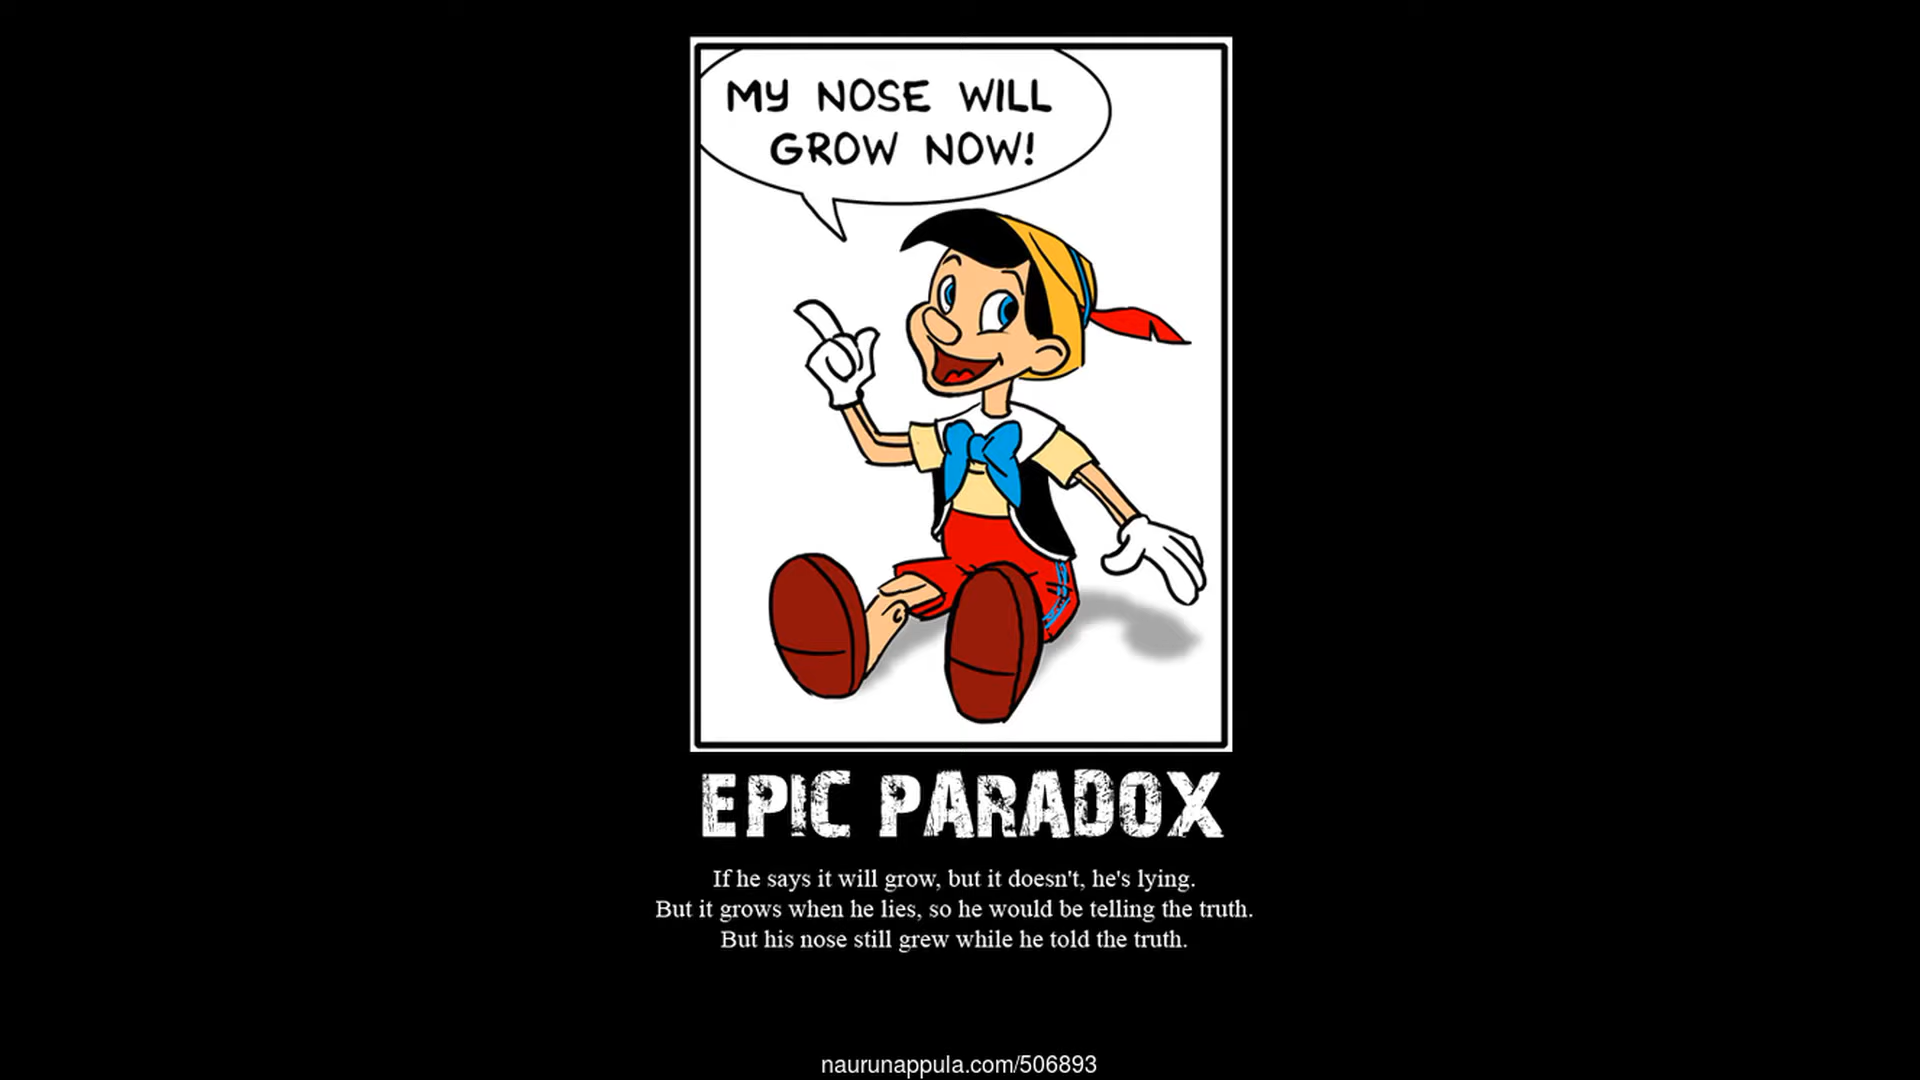 MY NOSE WILL
GROW NOW!
EPIC PARADOX
If he says it will grow, but it doesn't, he's lying.
But it grows when he lies, so he would be telling the truth.
But his nose still grew while he told the truth.
naurunappula.com/506893